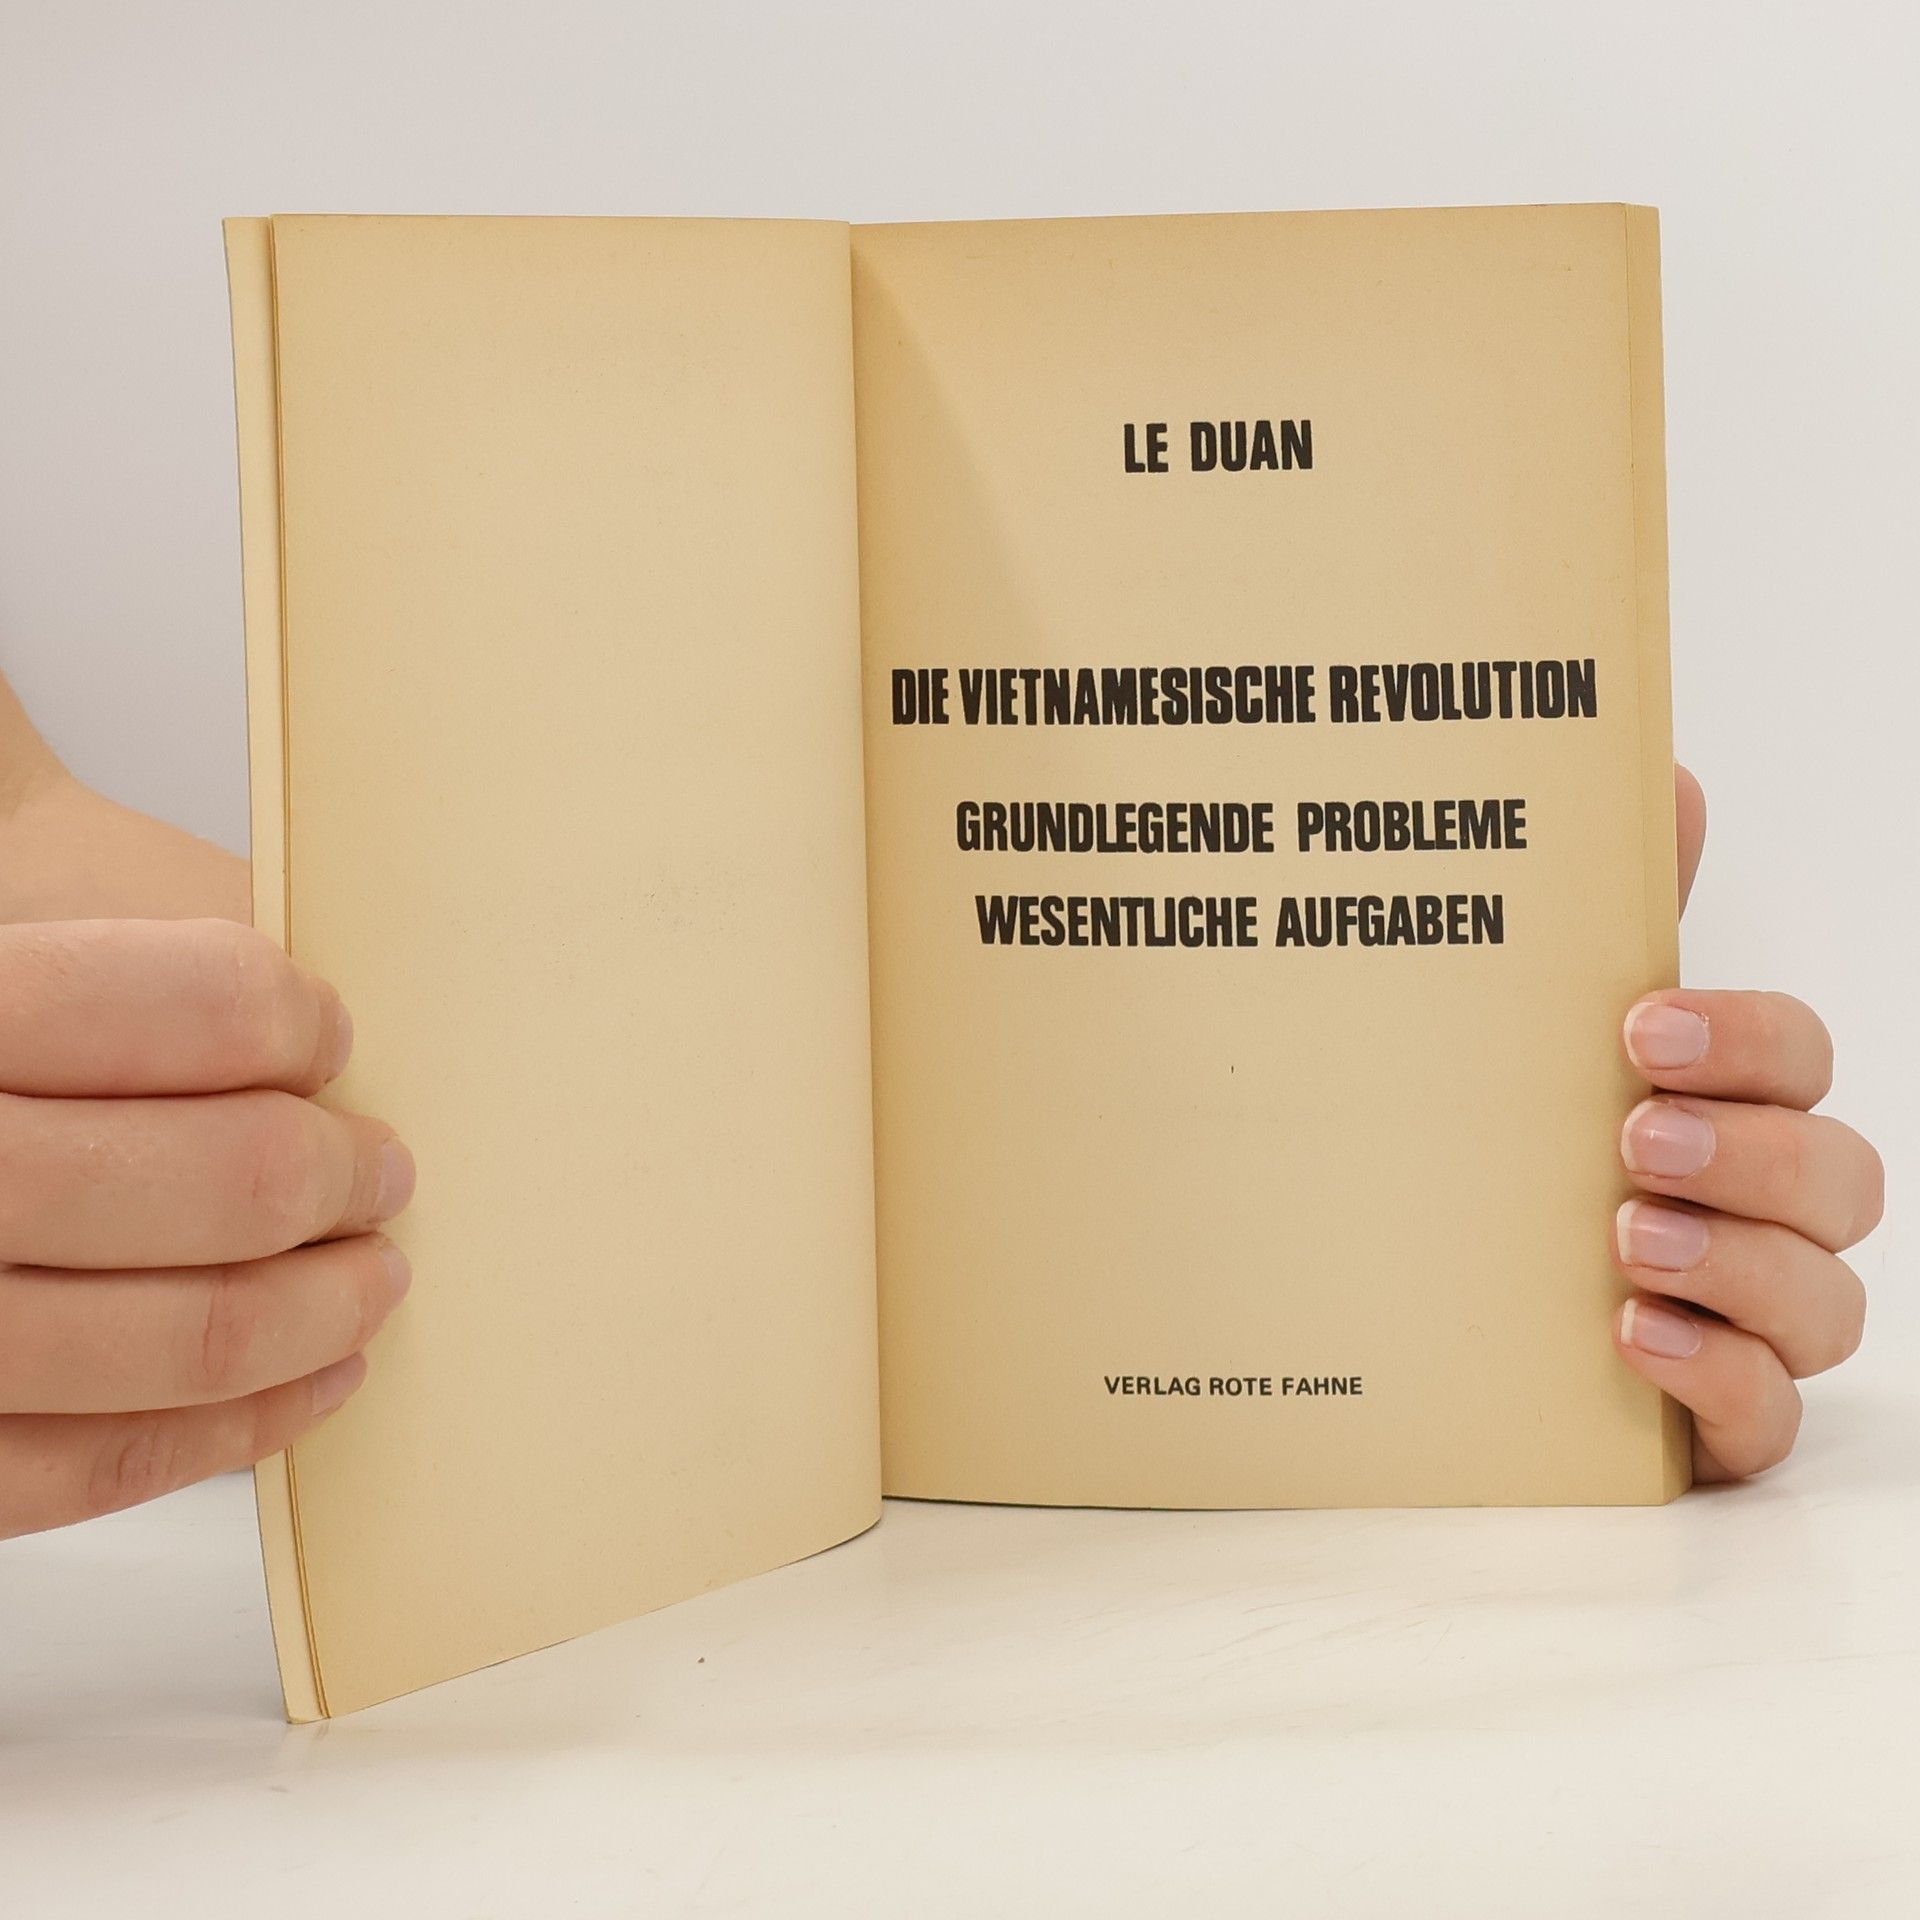 LE DUAN
DIE VIETNAMESISCHE REVOLUTION
GRUNDLEGENDE PROBLEME
WESENTLICHE AUFGABEN
VERLAG ROTE FAHNE